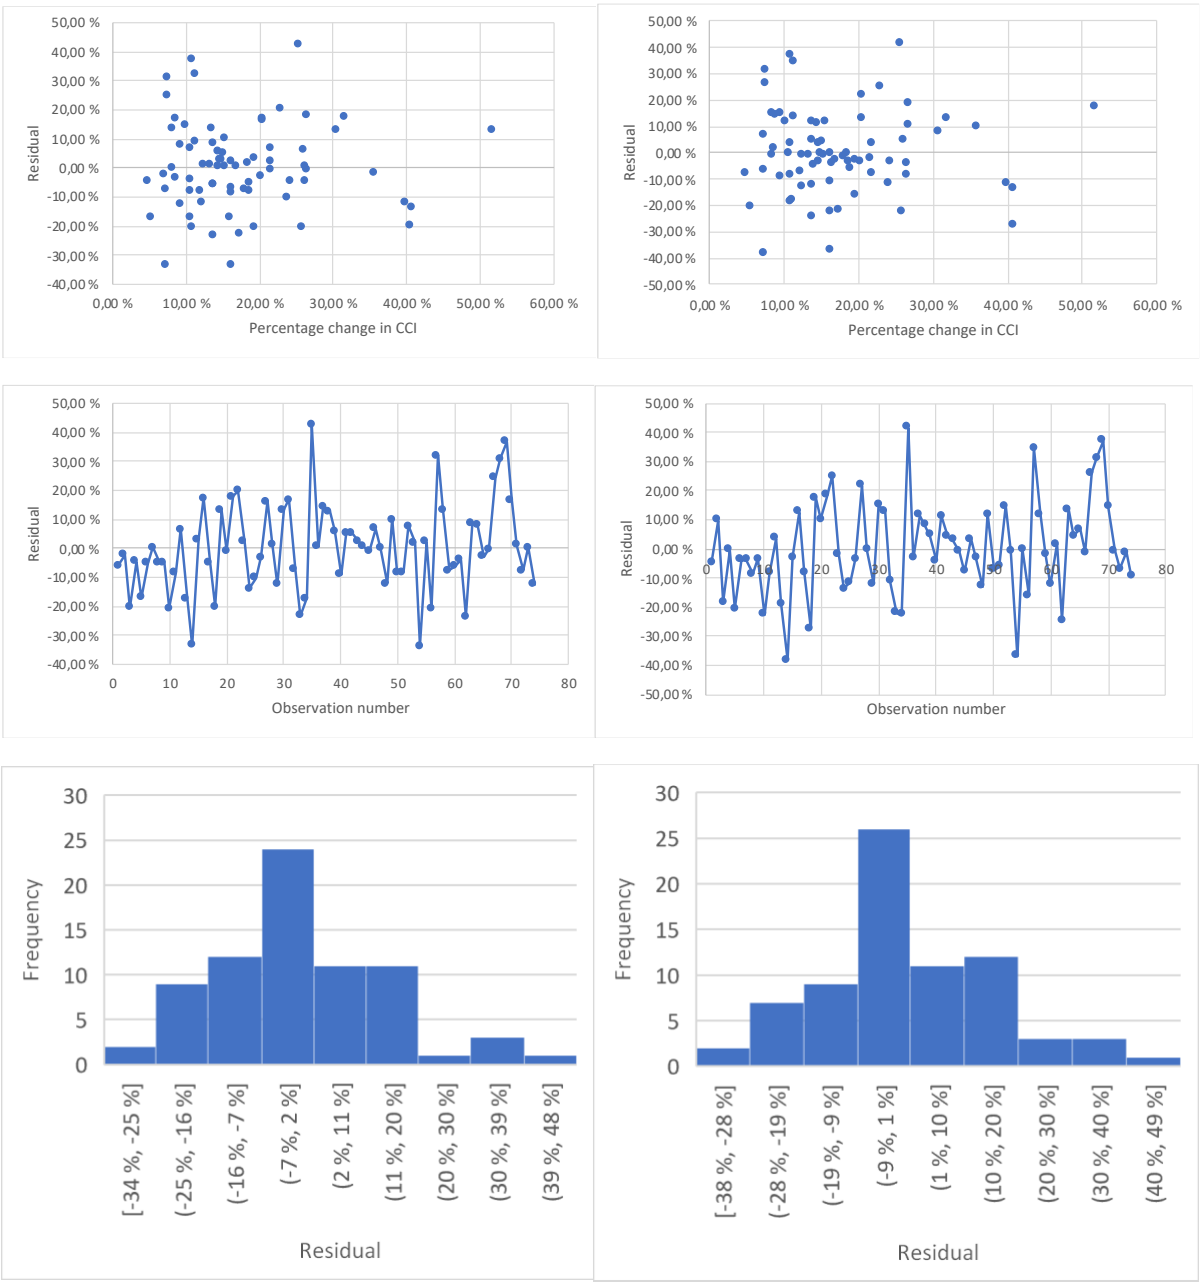 50,00 %
40,00 %
30,00 %
20,00 %
10,00 %
0,00 %
-10,00 %
-20,00 %
-30,00 %
-40,00 %
Residual
0,00 % 10,00 % 20,00 % 30,00 % 40,00 % 50,00 % 60,00 %
Percentage change in CCI
50,00 %
40,00 %
30,00 %
20,00 %
10,00 %
0,00 %
-10,00 %
-20,00 %
-30,00 %
-40,00 %
-50,00 %
Residual
0,00 % 10,00 % 20,00 % 30,00 % 40,00 % 50,00 % 60,00 %
Percentage change in CCI
50,00 %
40,00 %
30,00 %
20,00 %
10,00 %
0,00 %
-10,00 %
-20,00 %
-30,00 %
-40,00 %
Residual
0 10 20 30 40 50 60 70 80
Observation number
50,00 %
40,00 %
30,00 %
20,00 %
10,00 %
0,00 %
-10,00 %
-20,00 %
-30,00 %
-40,00 %
-50,00 %
Residual
0 10 20 30 40 50 60 70 80
Observation number
30
25
20
15
10
5
0
Frequency
[-34 %, -25 %]
(-25 %, -16 %]
(-16 %, -7 %]
(-7 %, 2 %]
(2 %, 11 %]
(11 %, 20 %]
(20 %, 30 %]
(30 %, 39 %]
(39 %, 48 %]
Residual
30
25
20
15
10
5
0
Frequency
[-38 %, -28 %]
(-28 %, -19 %]
(-19 %, -9 %]
(-9 %, 1 %]
(1 %, 10 %]
(10 %, 20 %]
(20 %, 30 %]
(30 %, 40 %]
(40 %, 49 %]
Residual